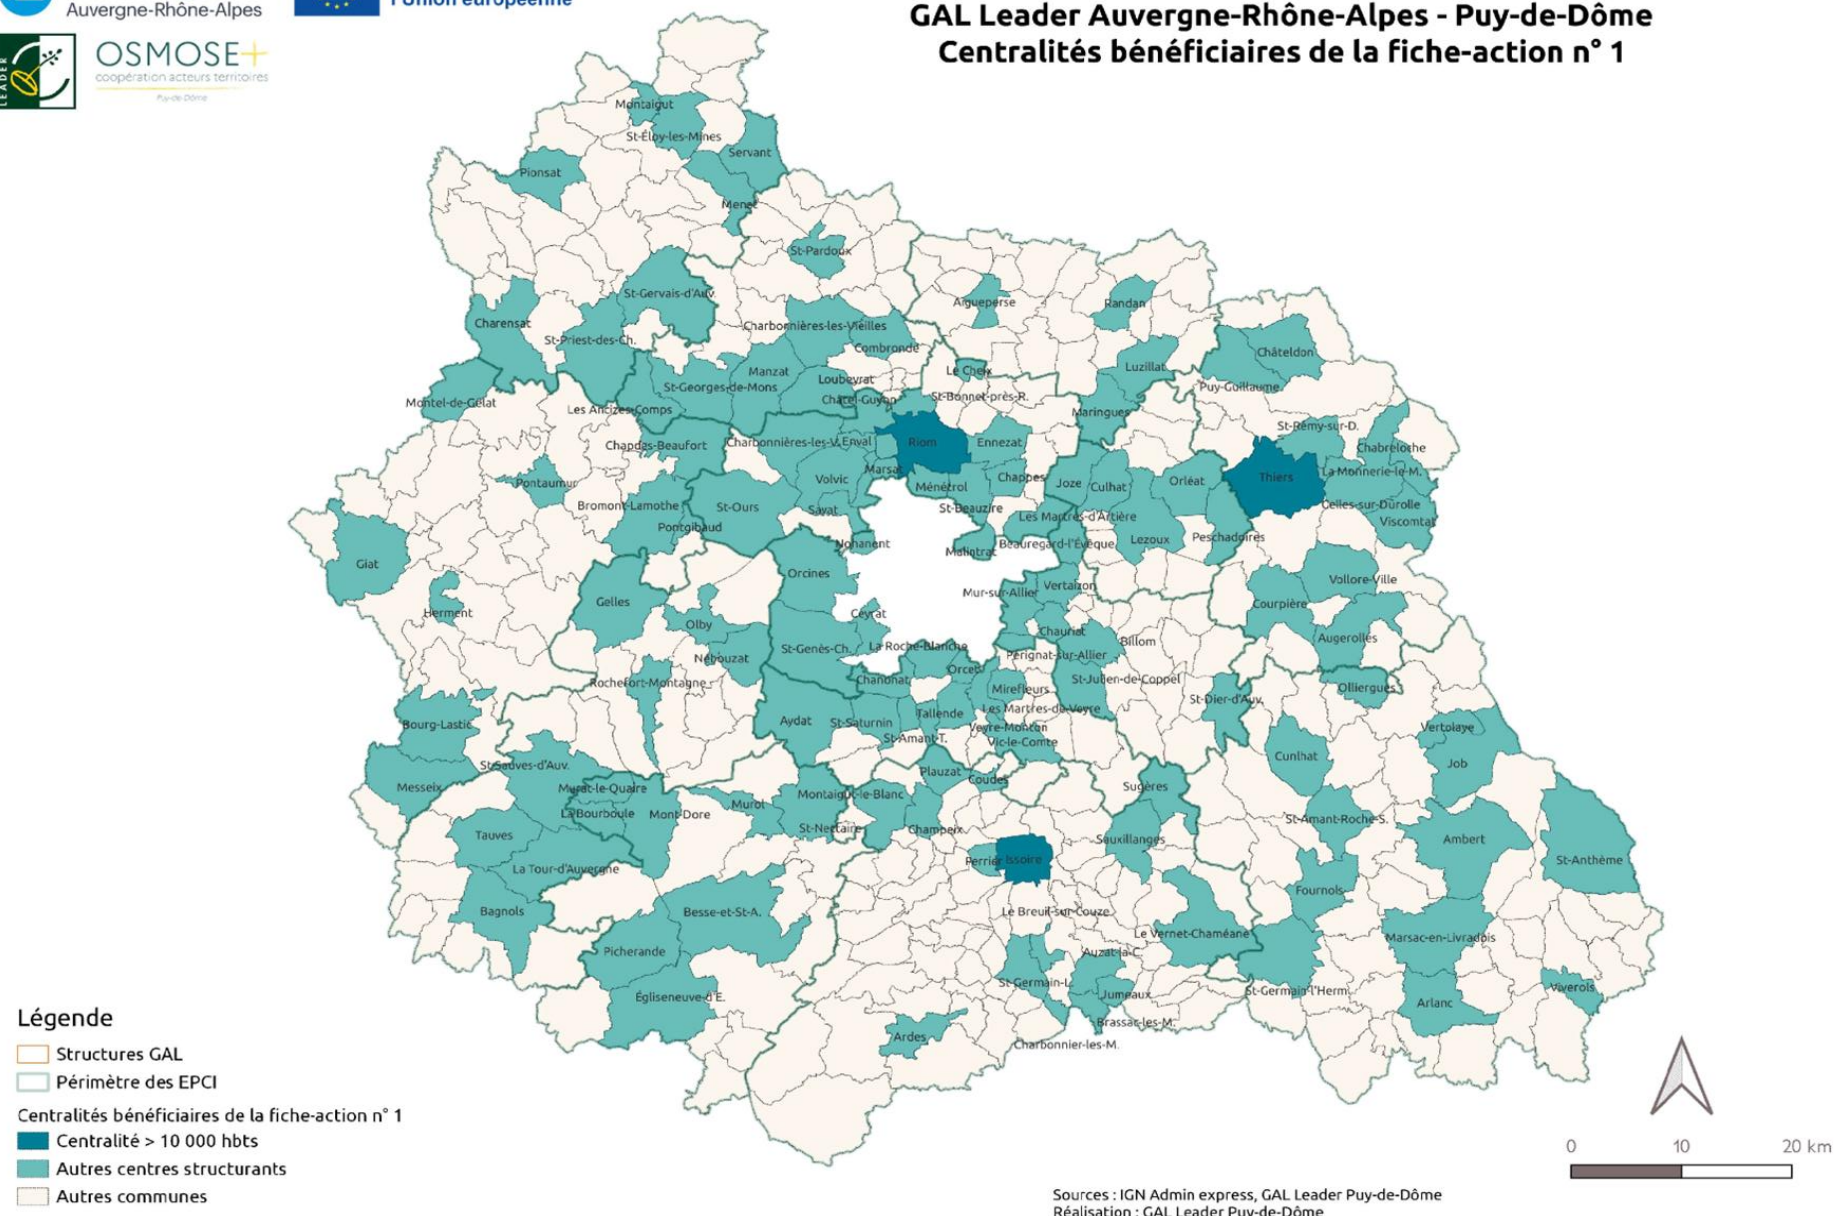 Auvergne-Rhône-Alpes
l'Union européenne
LEADER
OSMOSE+
coopération acteurs territoires
Puy-de-Dôme
GAL Leader Auvergne-Rhône-Alpes - Puy-de-Dôme
Centralités bénéficiaires de la fiche-action n° 1
Montaigut
St-Éloy-les-Mines
Servant
Pionsat
Menat
St-Pardoux
St-Gervais-d'Auv.
Aigueperse
Randan
Charensat
Charbonnières-les-Vieilles
St-Priest-des-Ch.
Combronde
Châteldon
Manzat
Le Cheix
Luzillat
Loubeyrat
St-Georges-de-Mons
Puy-Guillaume
Montel-de-Gelat
Châtel-Guyon
St-Bonnet-près-R.
Les Ancizes-Comps
Maringues
St-Rémy-sur-D.
Chapdes-Beaufort
Charbonnières-les-V.
Enval
Riom
Ennezat
Chabreloche
Marsat
La Monnerie-le-M.
Pontaumur
Volvic
Ménétrol
Chappes
Joze
Culhat
Orléat
Thiers
Bromont-Lamothe
St-Ours
Sayat
St-Beauzire
Celles-sur-Durolle
Pontgibaud
Les Martres-d'Artière
Viscomtat
Nohanent
Malintrat
Beauregard-l'Évêque
Lezoux
Peschadoires
Giat
Orcines
Vollore-Ville
Mur-sur-Allier
Vertaizon
Gelles
Herment
Ceyrat
Courpière
Olby
Chauriat
Billom
Augerolles
St-Genès-Ch.
La Roche-Blanche
Nébouzat
Pérignat-sur-Allier
Orcet
Rochefort-Montagne
Chanonat
Mirefleurs
St-Julien-de-Coppel
Olliergues
St-Dier-d'Auv.
Les Martres-de-Veyre
Bourg-Lastic
Aydat
St-Saturnin
Tallende
Veyre-Monton
Vertolaye
St-Amant-T.
Vic-le-Comte
Cunlhat
Job
St-Sauves-d'Auv.
Plauzat
Coudes
Messeix
Murat-le-Quaire
Sugères
Montaigut-le-Blanc
Murol
La Bourboule
Mont-Dore
St-Amant-Roche-S.
St-Nectaire
Champeix
Tauves
Sauxillanges
Ambert
Perrier
Issoire
St-Anthème
La Tour-d'Auvergne
Fournols
Bagnols
Besse-et-St-A.
Le Breuil-sur-Couze
Le Vernet-Chaméane
Marsac-en-Livradois
Picherande
Auzat-la-C.
St-Germain-L.
Égliseneuve-d'E.
Jumeaux
St-Germain-l'Herm
Viverols
Arlanc
Brassac-les-M.
Ardes
Charbonnier-les-M.
Légende
Structures GAL
Périmètre des EPCI
Centralités bénéficiaires de la fiche-action n° 1
Centralité > 10 000 hbts
Autres centres structurants
Autres communes
0 10 20 km
Sources : IGN Admin express, GAL Leader Puy-de-Dôme
Réalisation : GAL Leader Puy-de-Dôme